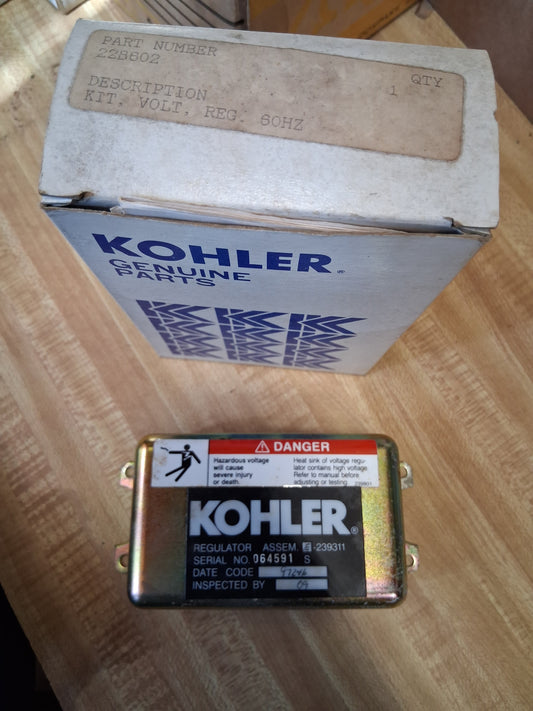 PART NUMBER
228602
QTY
DESCRIPTION
1
KIT, VOLT, REG. 60HZ
KOHLER®
GENUINE
PARTS
DANGER
Hazardous voltage
will cause
severe injury
or death.
Heat sink of voltage regu-
lator contains high voltage.
Refer to manual before
adjusting or testing.
KOHLER®
REGULATOR ASSEM. -239311
SERIAL NO. 064591 S
DATE CODE
INSPECTED BY 09